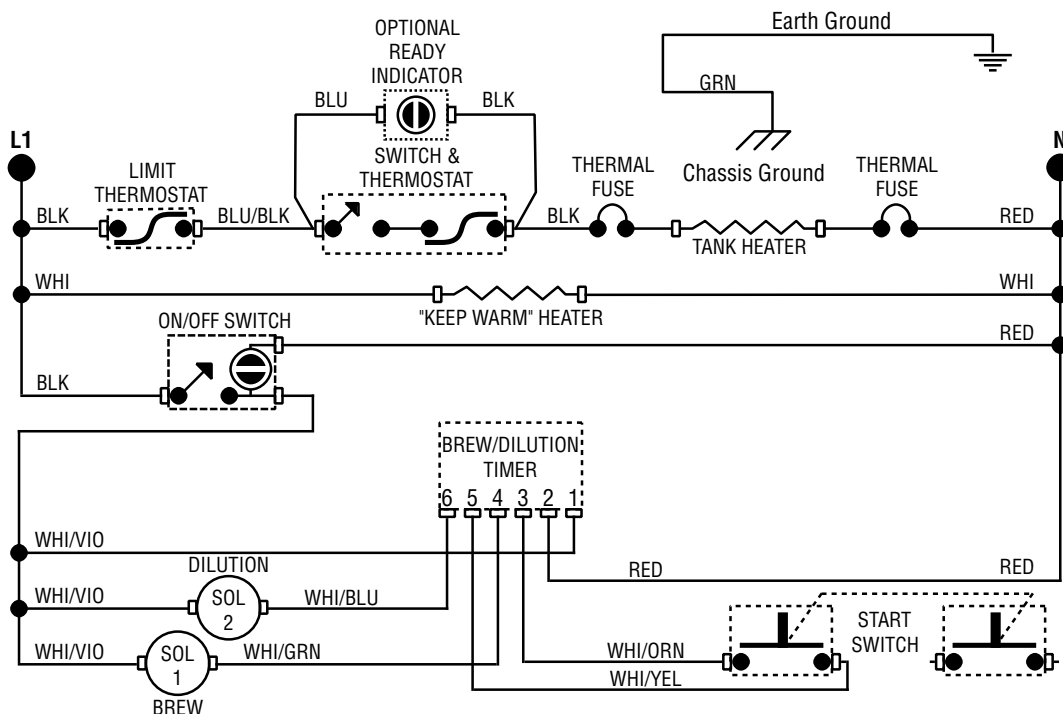 Earth Ground
OPTIONAL
READY
INDICATOR
GRN
BLU
BLK
L1
N
SWITCH &
THERMOSTAT
LIMIT
THERMOSTAT
THERMAL
FUSE
Chassis Ground
THERMAL
FUSE
BLK
BLU/BLK
BLK
TANK HEATER
RED
WHI
"KEEP WARM" HEATER
WHI
ON/OFF SWITCH
RED
BLK
BREW/DILUTION
TIMER
6 5 4 3 2 1
WHI/VIO
DILUTION
RED
RED
WHI/VIO
SOL
2
WHI/BLU
START
SWITCH
WHI/VIO
SOL
1
WHI/GRN
WHI/ORN
WHI/YEL
BREW